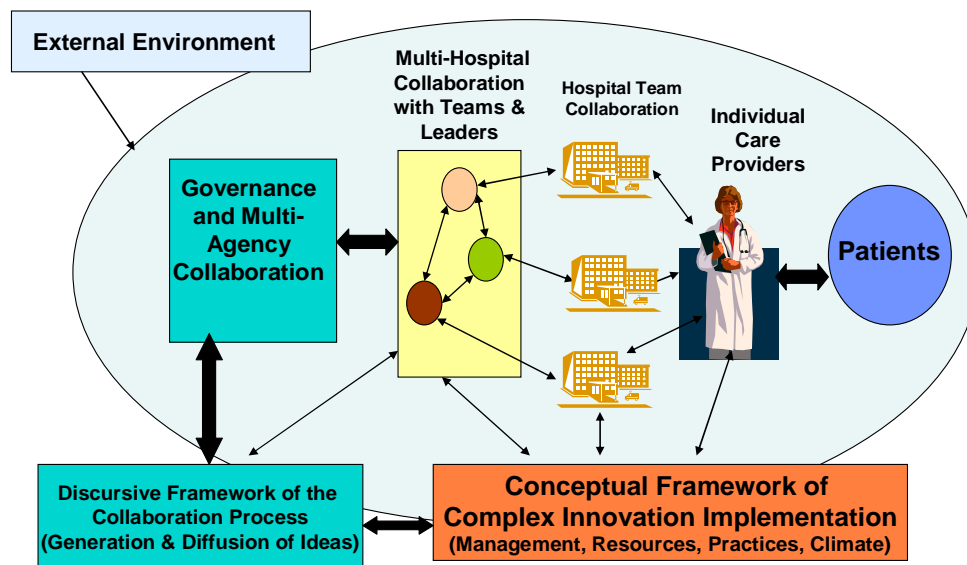 External Environment
Multi-Hospital
Collaboration
with Teams &
Leaders
Hospital Team
Collaboration
Individual
Care
Providers
Governance
and Multi-
Agency
Collaboration
Patients
Discursive Framework of the
Collaboration Process
(Generation & Diffusion of Ideas)
Conceptual Framework of
Complex Innovation Implementation
(Management, Resources, Practices, Climate)